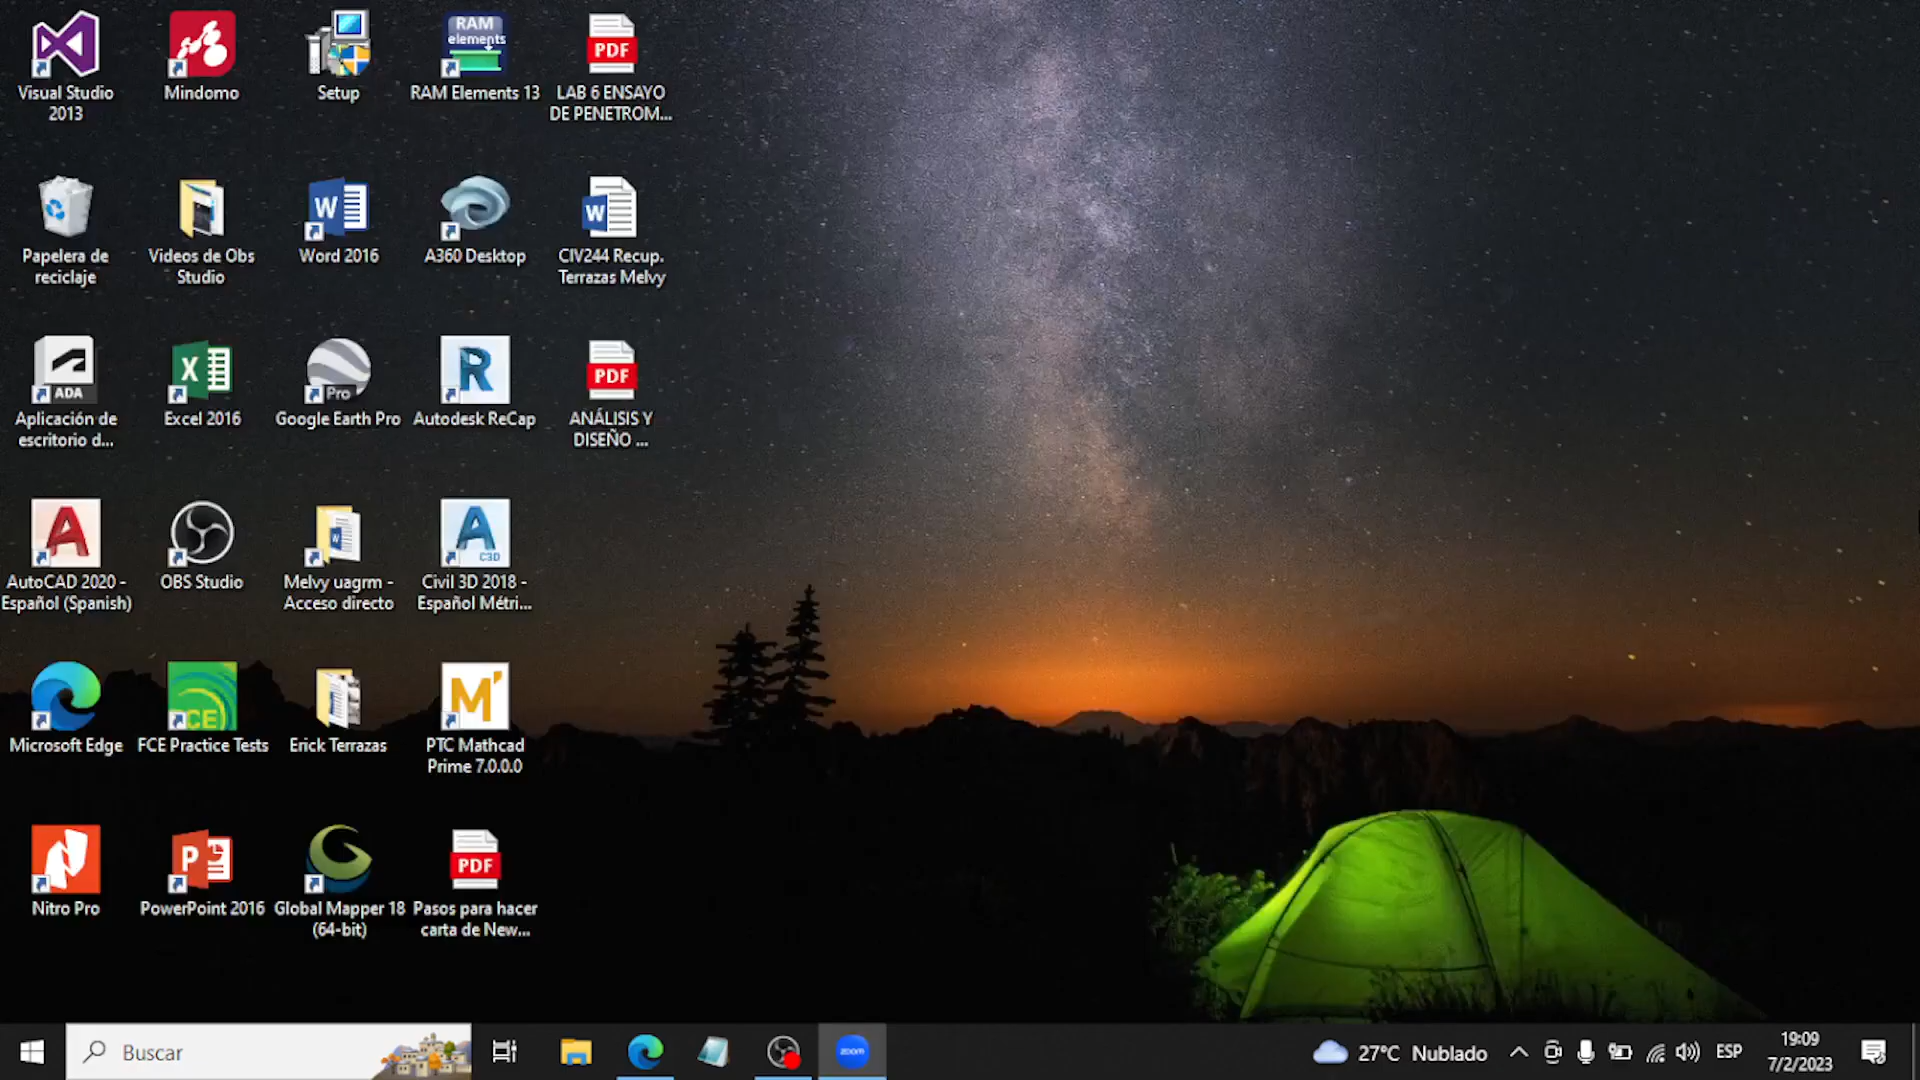 Visual Studio
2013
Mindomo
Setup
RAM
elements
RAM Elements 13
PDF
LAB 6 ENSAYO
DE PENETROM...
Papelera de
reciclaje
Videos de Obs
Studio
W
Word 2016
A360 Desktop
W
CIV244 Recup.
Terrazas Melvy
ADA
Aplicación de
escritorio d...
X
Excel 2016
Pro
Google Earth Pro
R
Autodesk ReCap
PDF
ANÁLISIS Y
DISEÑO ...
A
AutoCAD 2020 -
Español (Spanish)
OBS Studio
W
Melvy uagrm -
Acceso directo
A
C3D
Civil 3D 2018 -
Español Métri...
Microsoft Edge
CE
FCE Practice Tests
Erick Terrazas
M'
PTC Mathcad
Prime 7.0.0.0
Nitro Pro
P
PowerPoint 2016
Global Mapper 18
(64-bit)
PDF
Pasos para hacer
carta de New...
Buscar
zoom
27°C Nublado
ESP
19:09
7/2/2023